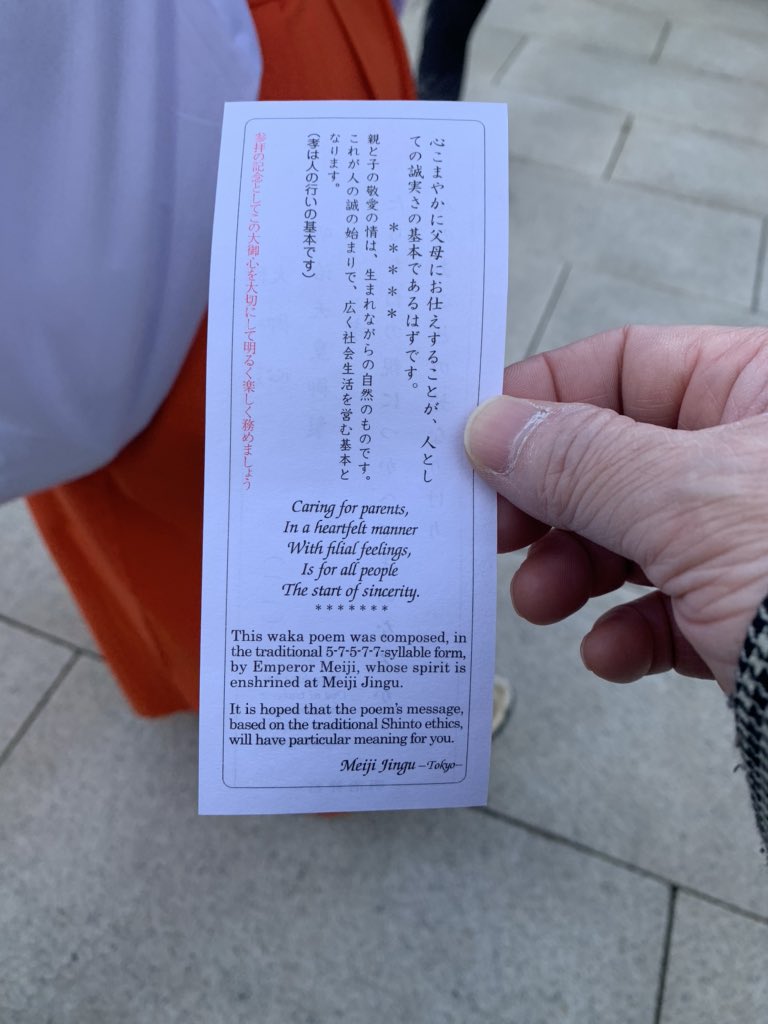 心こまやかに父母にお仕えすることが、人とし
ての誠実さの基本であるはずです。
＊＊＊＊＊
親と子の敬愛の情は、生まれながらの自然のものです。
これが人の誠の始まりで、広く社会生活を営む基本と
なります。
（孝は人の行いの基本です）
参拝の記念としてこの大御心を大切にして明るく楽しく務めましょう
Caring for parents,
In a heartfelt manner
With filial feelings,
Is for all people
The start of sincerity.
*******
This waka poem was composed, in
the traditional 5-7-5-7-7-syllable form,
by Emperor Meiji, whose spirit is
enshrined at Meiji Jingu.
It is hoped that the poem's message,
based on the traditional Shinto ethics,
will have particular meaning for you.
Meiji Jingu –Tokyo–